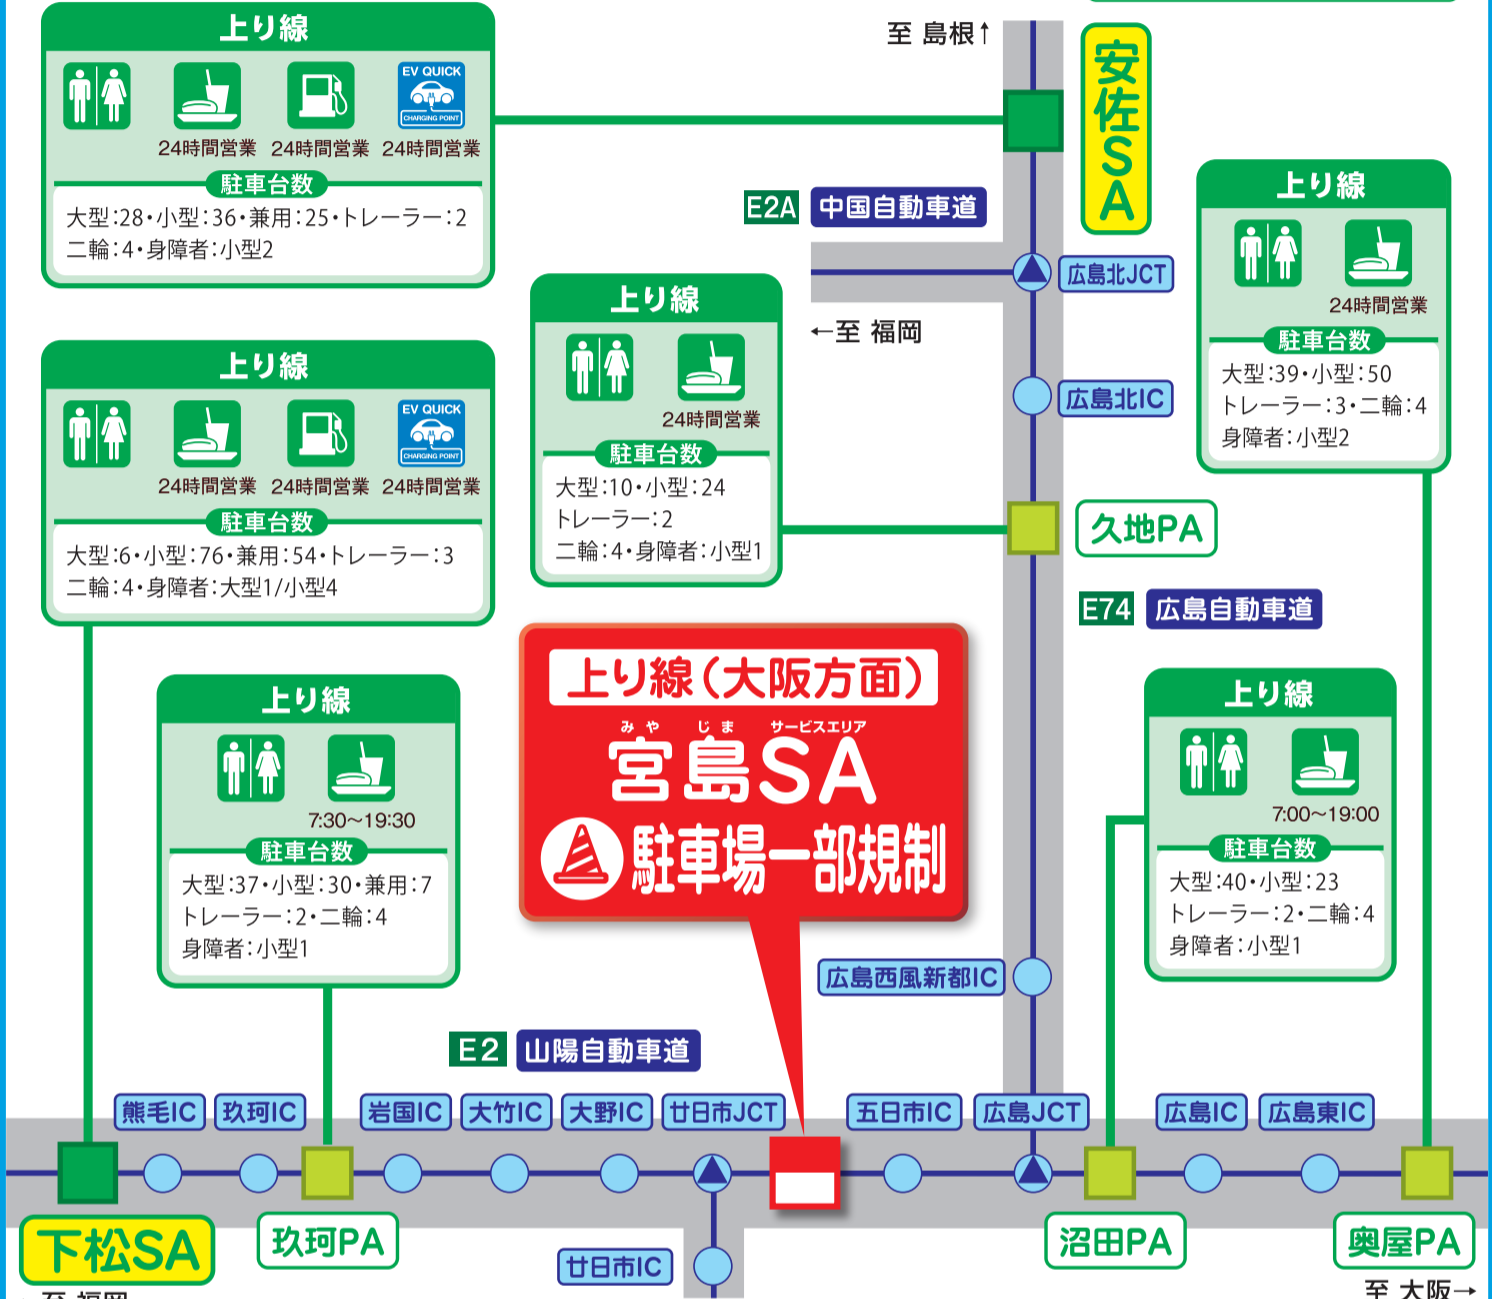 上り線
EV QUICK
CHARGING POINT
24時間営業 24時間営業 24時間営業
駐車台数
大型:28・小型:36・兼用:25・トレーラー:2
二輪:4・身障者:小型2
至 島根↑
安佐SA
E2A 中国自動車道
広島北JCT
←至 福岡
上り線
24時間営業
駐車台数
大型:39・小型:50
トレーラー:3・二輪:4
身障者:小型2
上り線
24時間営業
駐車台数
大型:10・小型:24
トレーラー:2
二輪:4・身障者:小型1
広島北IC
久地PA
上り線
EV QUICK
CHARGING POINT
24時間営業 24時間営業 24時間営業
駐車台数
大型:6・小型:76・兼用:54・トレーラー:3
二輪:4・身障者:大型1/小型4
E74 広島自動車道
上り線
7:30〜19:30
駐車台数
大型:37・小型:30・兼用:7
トレーラー:2・二輪:4
身障者:小型1
上り線（大阪方面）
みや じま サービスエリア
宮島SA
駐車場一部規制
上り線
7:00〜19:00
駐車台数
大型:40・小型:23
トレーラー:2・二輪:4
身障者:小型1
広島西風新都IC
E2 山陽自動車道
熊毛IC 玖珂IC 岩国IC 大竹IC 大野IC 廿日市JCT 五日市IC 広島JCT 広島IC 広島東IC
下松SA 玖珂PA 沼田PA 奥屋PA
廿日市IC
至 福岡
至 大阪→